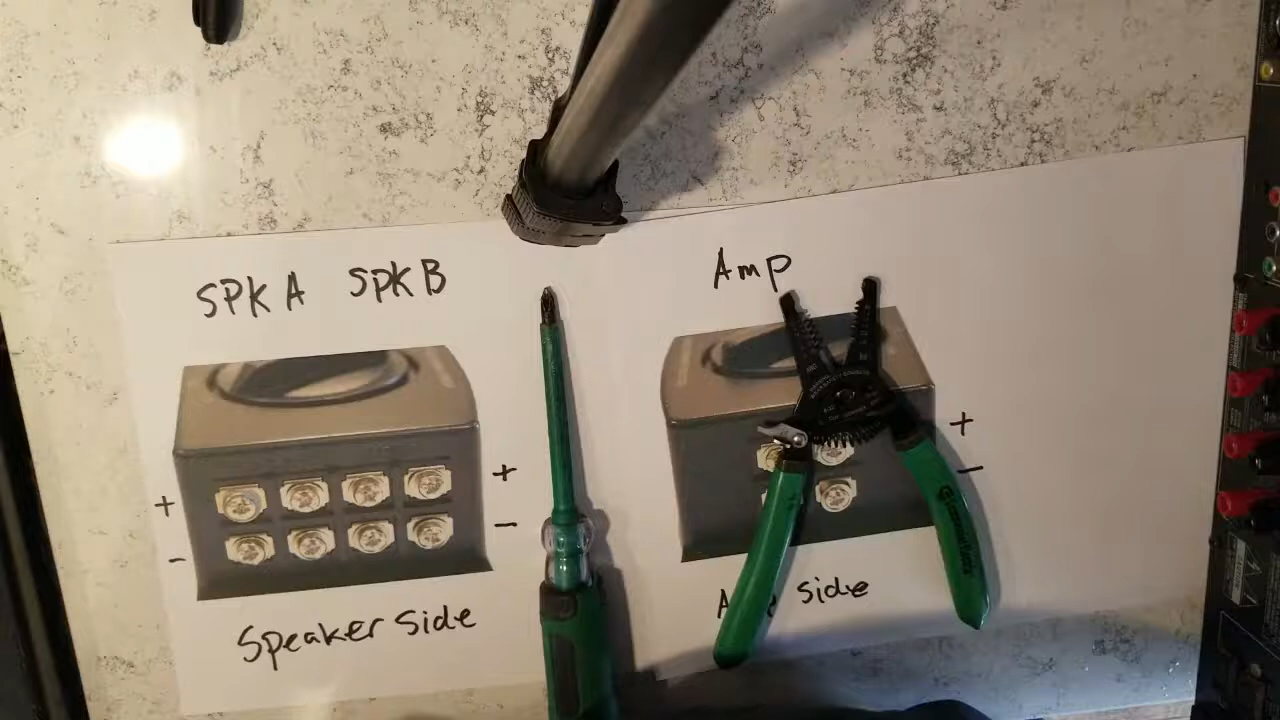 SPK A SPK B
Amp
+
-
+
-
+
-
Speaker Side
side